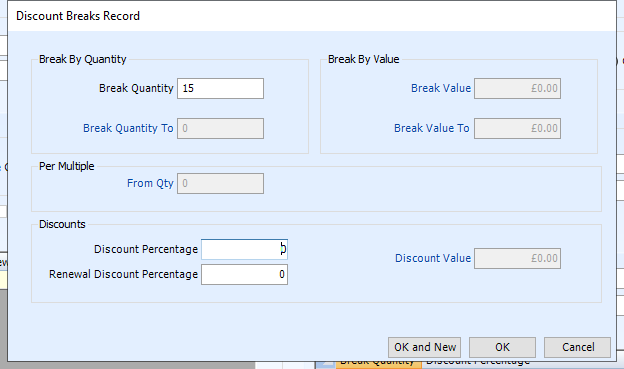 Discount Breaks Record
Break By Quantity
Break Quantity 15
Break Quantity To 0
Break By Value
Break Value £0.00
Break Value To £0.00
Per Multiple
From Qty 0
Discounts
Discount Percentage 0
Renewal Discount Percentage 0
Discount Value £0.00
OK and New OK Cancel
Break Quantity Discount Percentage